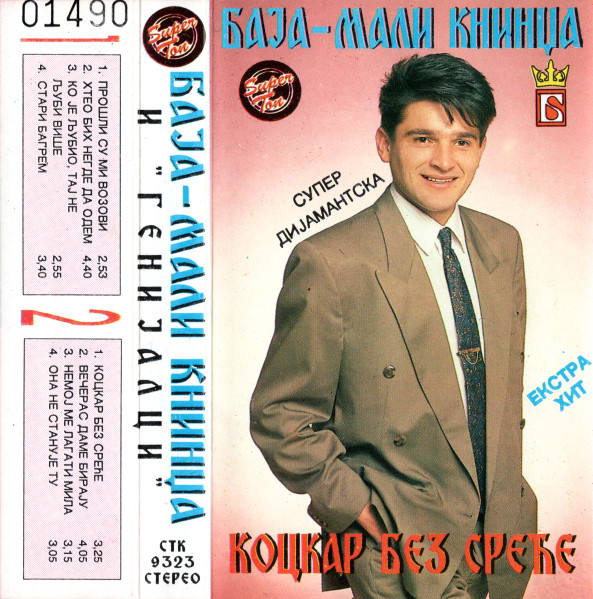 01490
1
1. ПРОШЛИ СУ МИ ВОЗОВИ 2,53
2. ХТЕО БИХ НЕГДЕ ДА ОДЕМ 4,40
3. КО ЈЕ ЉУБИО, ТАЈ НЕ
ЉУБИ ВИШЕ 2,55
4. СТАРИ БАГРЕМ 3,40
2
1. КОЦКАР БЕЗ СРЕЋЕ 3,25
2. ВЕЧЕРАС ДАМЕ БИРАЈУ 4,05
3. НЕМОЈ МЕ ЛАГАТИ МИЛА 3,15
4. ОНА НЕ СТАНУЈЕ ТУ 3,05
Super
Ton
БАЈА-МАЛИ КНИНЏА
И "ГЕНИЈАЛЦИ"
СТК
9323
СТЕРЕО
БАЈА-МАЛИ КНИНЏА
Super
Ton
Б
СУПЕР
ДИЈАМАНТСКА
ЕКСТРА
ХИТ
КОЦКАР БЕЗ СРЕЋЕ